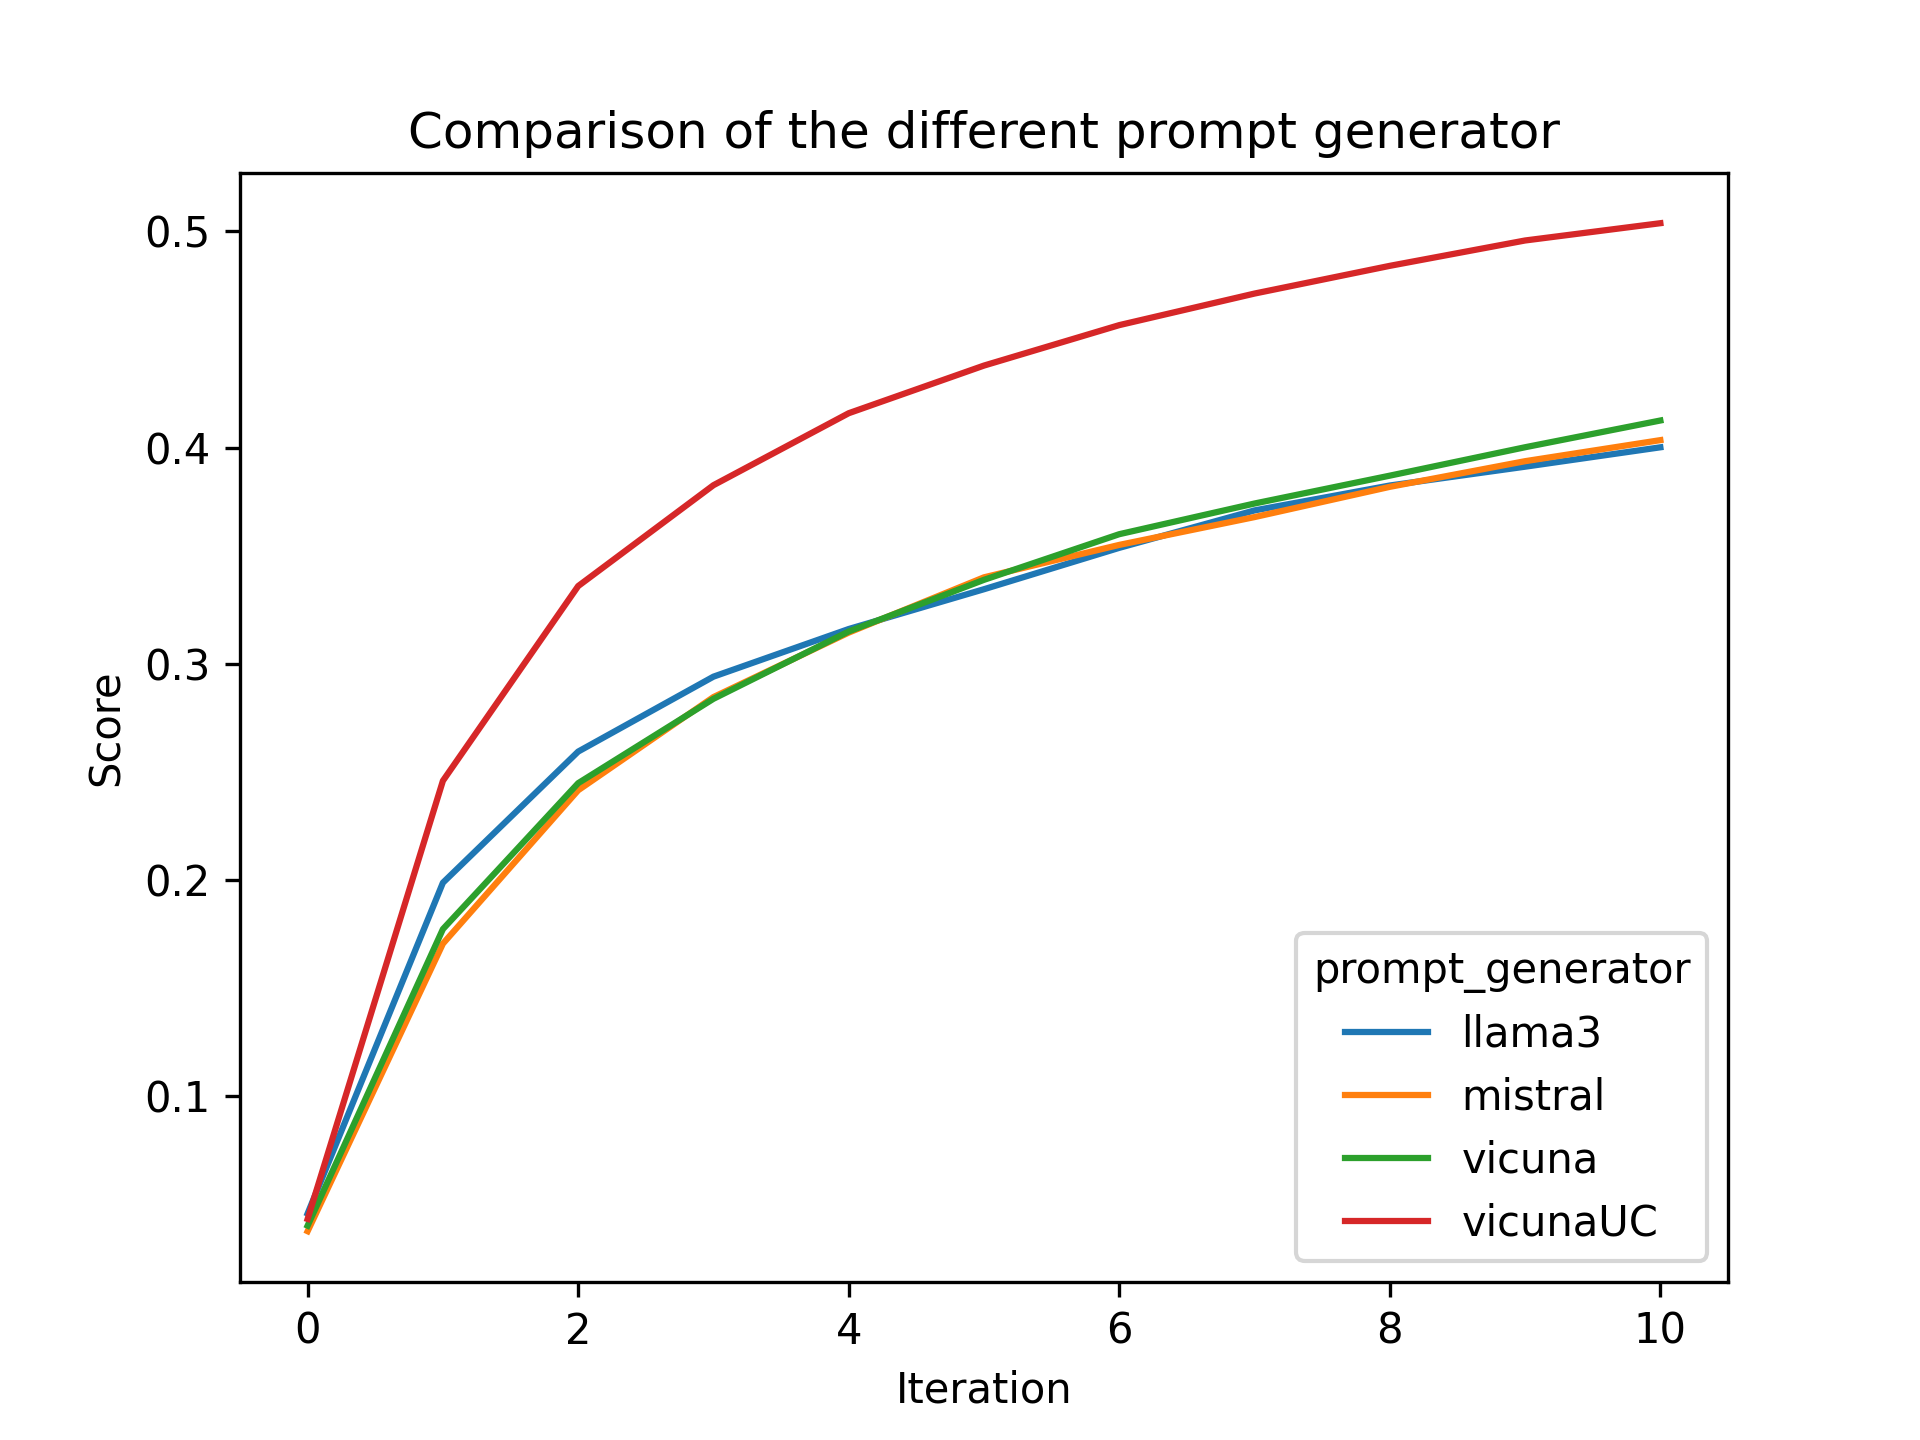 Comparison of the different prompt generator
0.5
0.4
0.3
0.2
0.1
Score
prompt_generator
llama3
mistral
vicuna
vicunaUC
0 2 4 6 8 10
Iteration